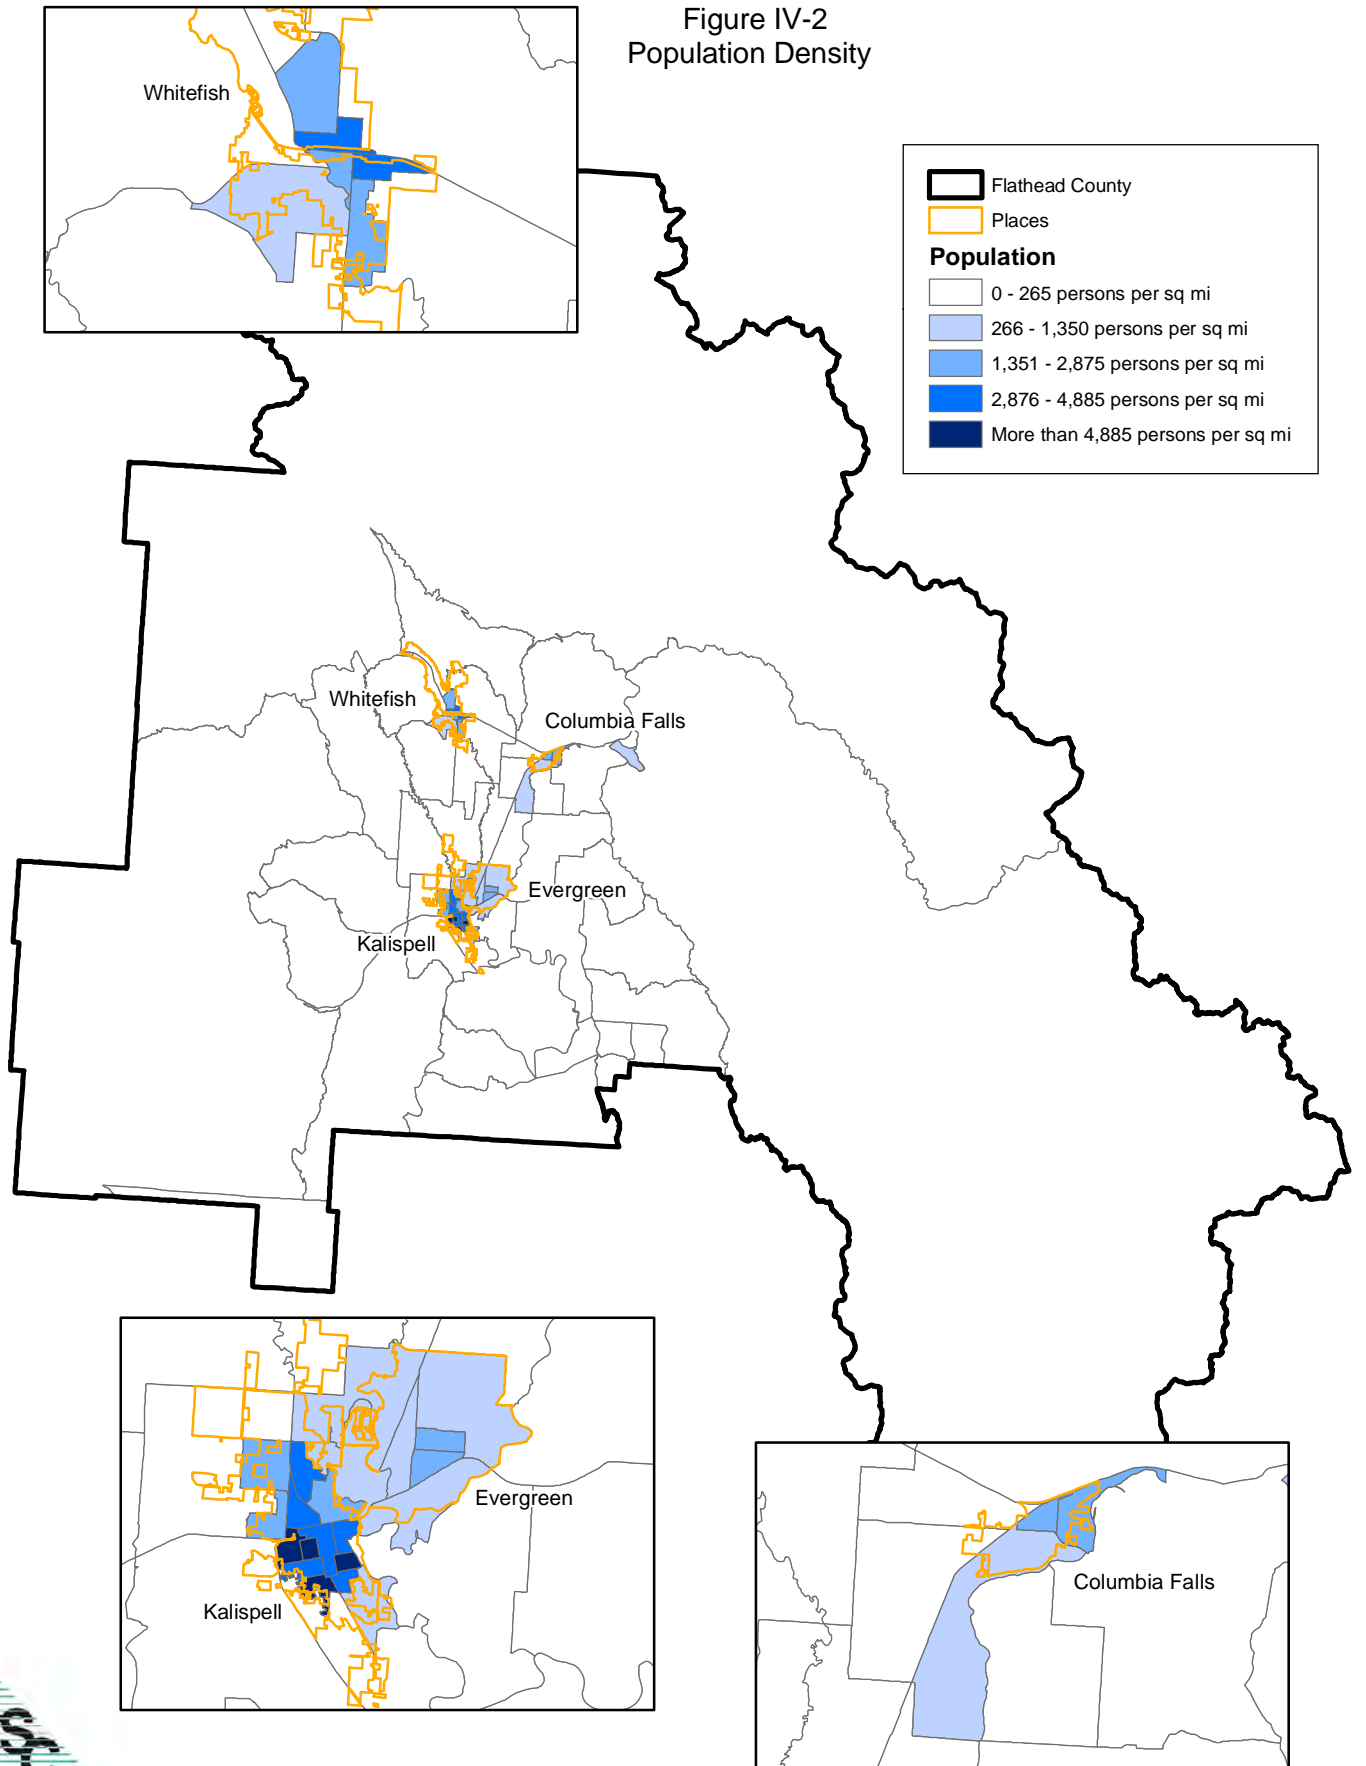 Figure IV-2
Population Density
Whitefish
Flathead County
Places
Population
0 - 265 persons per sq mi
266 - 1,350 persons per sq mi
1,351 - 2,875 persons per sq mi
2,876 - 4,885 persons per sq mi
More than 4,885 persons per sq mi
Whitefish
Columbia Falls
Evergreen
Kalispell
Evergreen
Kalispell
Columbia Falls